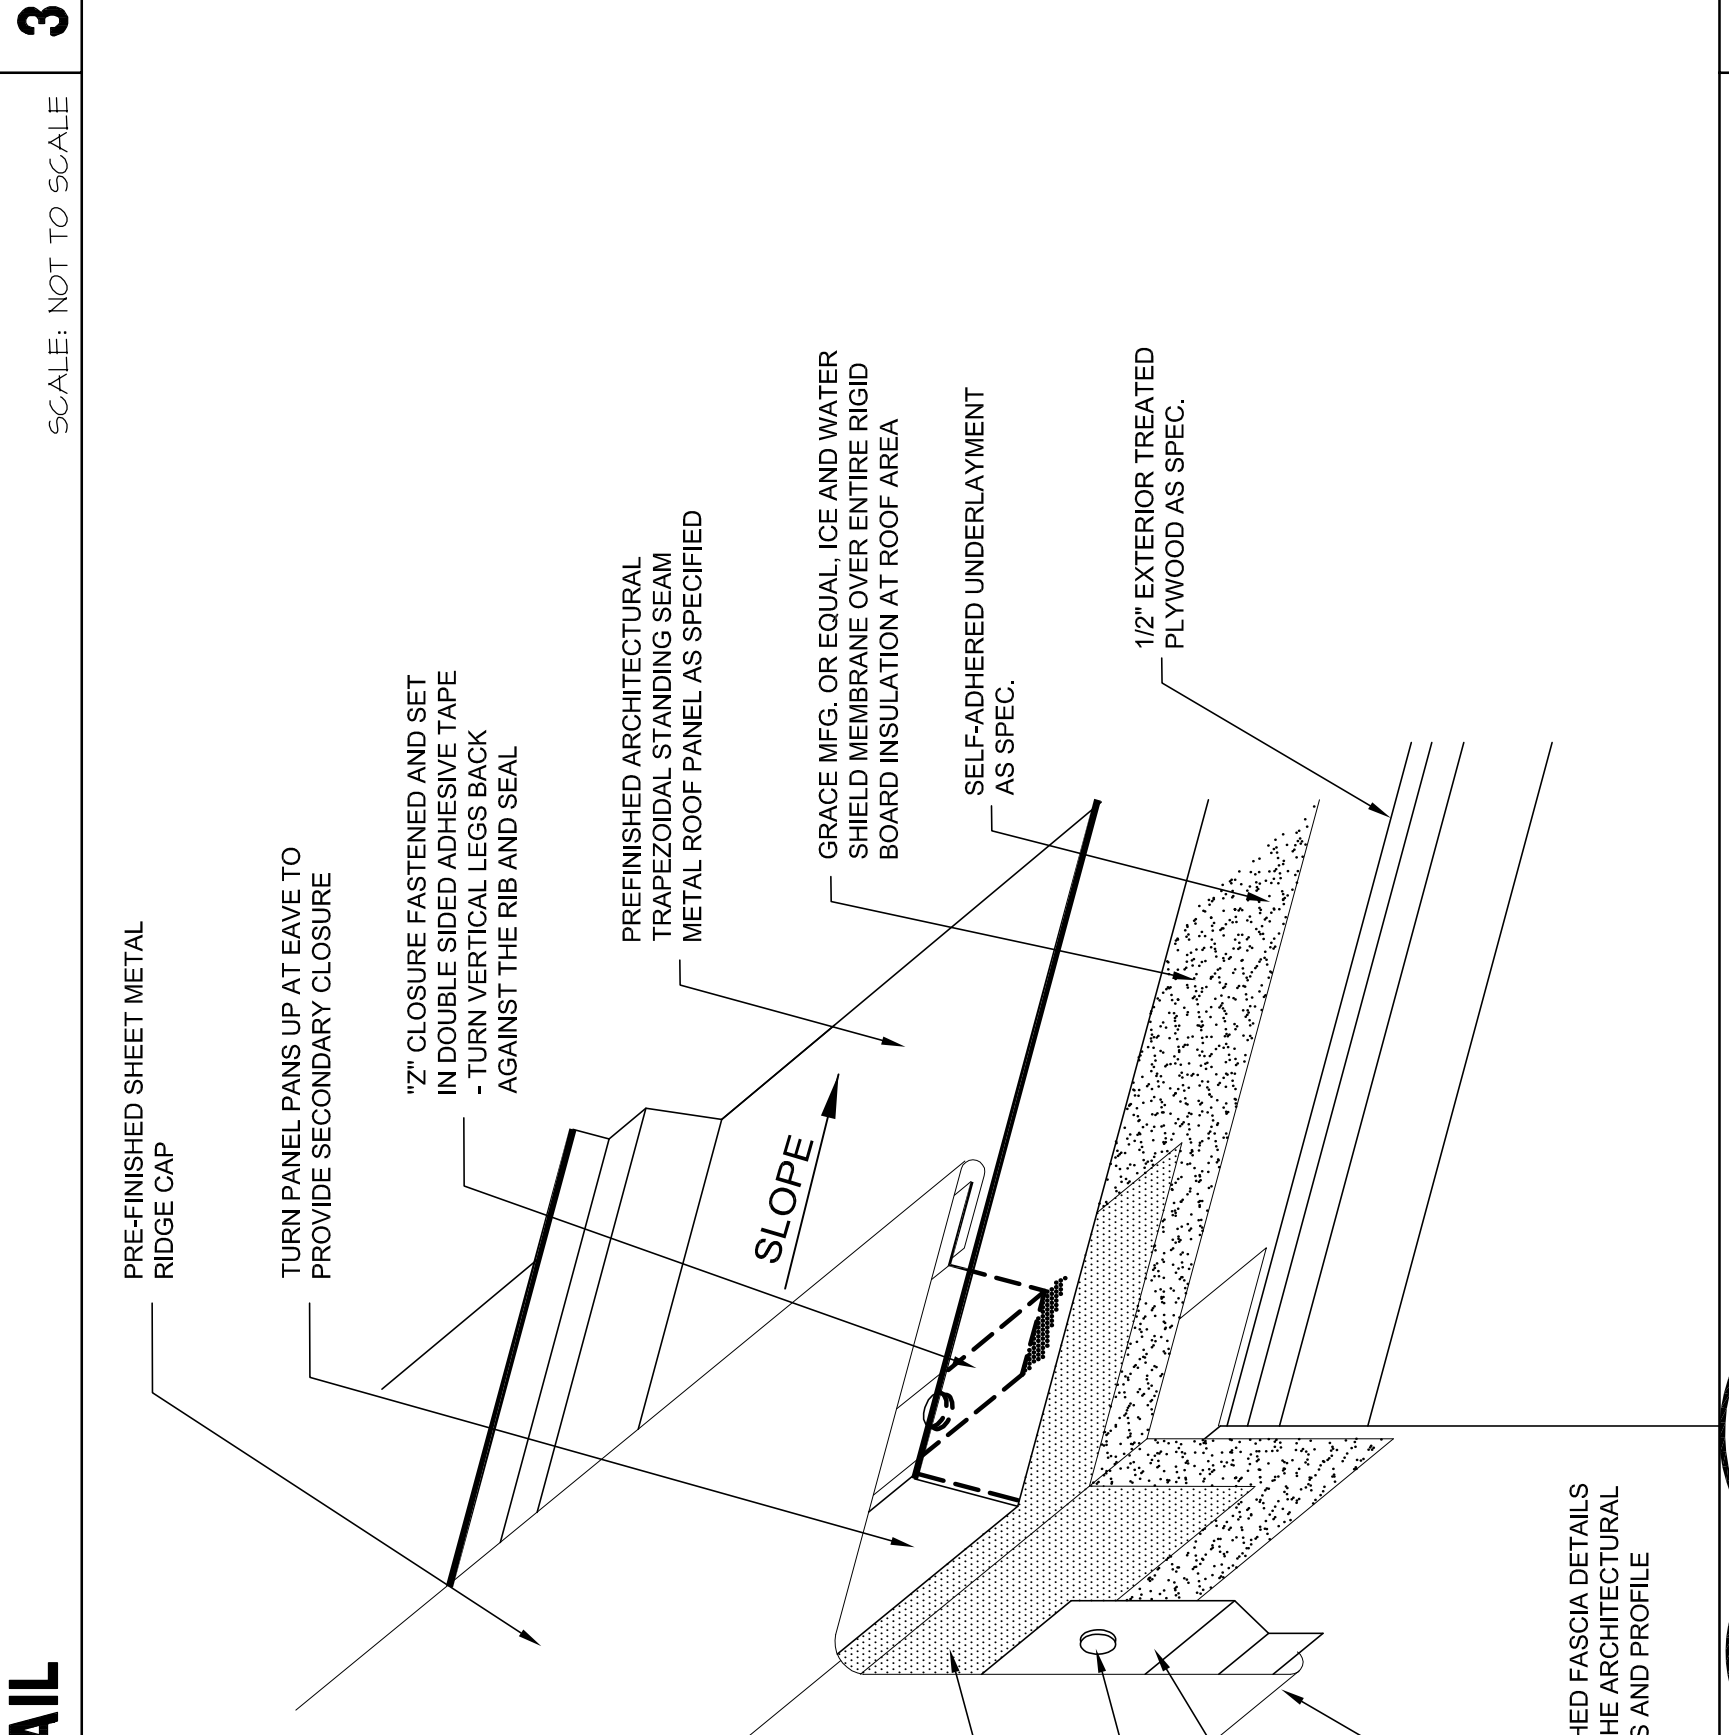 AIL
SCALE: NOT TO SCALE
3
PRE-FINISHED SHEET METAL
RIDGE CAP
TURN PANEL PANS UP AT EAVE TO
PROVIDE SECONDARY CLOSURE
"Z" CLOSURE FASTENED AND SET
IN DOUBLE SIDED ADHESIVE TAPE
- TURN VERTICAL LEGS BACK
AGAINST THE RIB AND SEAL
PREFINISHED ARCHITECTURAL
TRAPEZOIDAL STANDING SEAM
METAL ROOF PANEL AS SPECIFIED
SLOPE
GRACE MFG. OR EQUAL, ICE AND WATER
SHIELD MEMBRANE OVER ENTIRE RIGID
BOARD INSULATION AT ROOF AREA
SELF-ADHERED UNDERLAYMENT
AS SPEC.
1/2" EXTERIOR TREATED
PLYWOOD AS SPEC.
HED FASCIA DETAILS
HE ARCHITECTURAL
S AND PROFILE